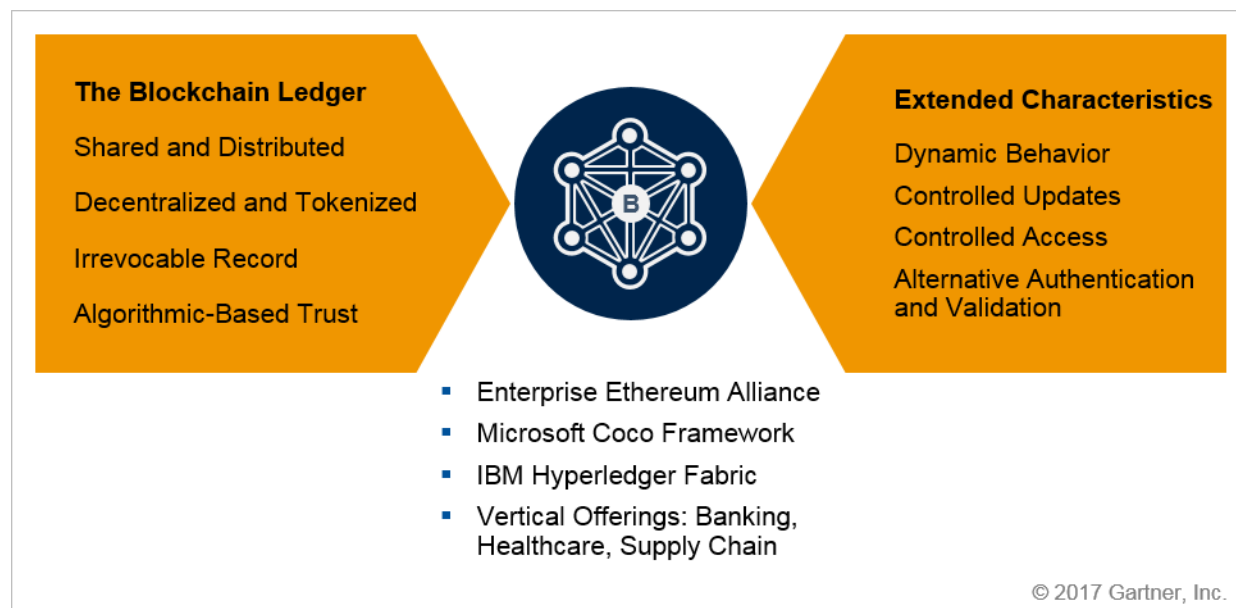 The Blockchain Ledger
Shared and Distributed
Decentralized and Tokenized
Irrevocable Record
Algorithmic-Based Trust
B
Extended Characteristics
Dynamic Behavior
Controlled Updates
Controlled Access
Alternative Authentication
and Validation
▪ Enterprise Ethereum Alliance
▪ Microsoft Coco Framework
▪ IBM Hyperledger Fabric
▪ Vertical Offerings: Banking,
Healthcare, Supply Chain
© 2017 Gartner, Inc.